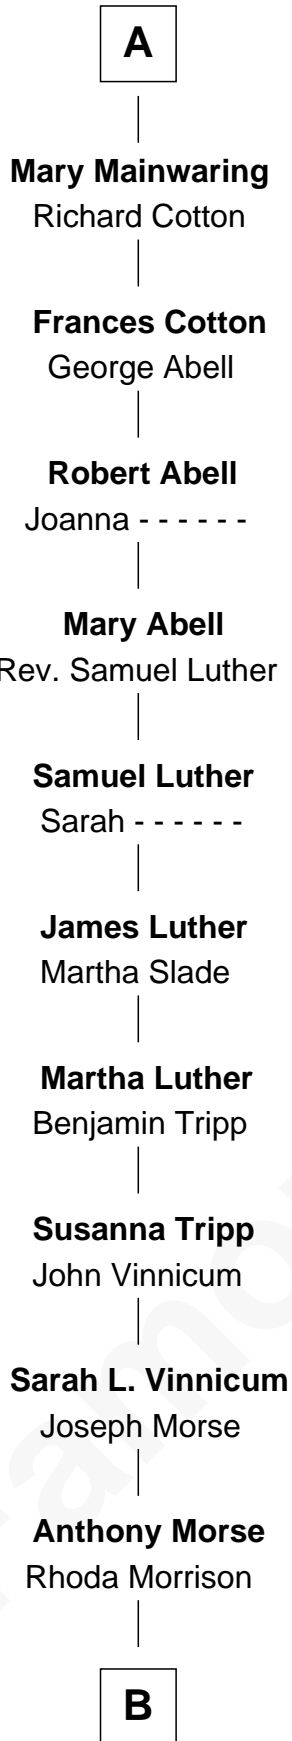 A
Mary Mainwaring
Richard Cotton
Frances Cotton
George Abell
Robert Abell
Joanna - - - - - -
Mary Abell
Rev. Samuel Luther
Samuel Luther
Sarah - - - - - -
James Luther
Martha Slade
Martha Luther
Benjamin Tripp
Susanna Tripp
John Vinnicum
Sarah L. Vinnicum
Joseph Morse
Anthony Morse
Rhoda Morrison
B